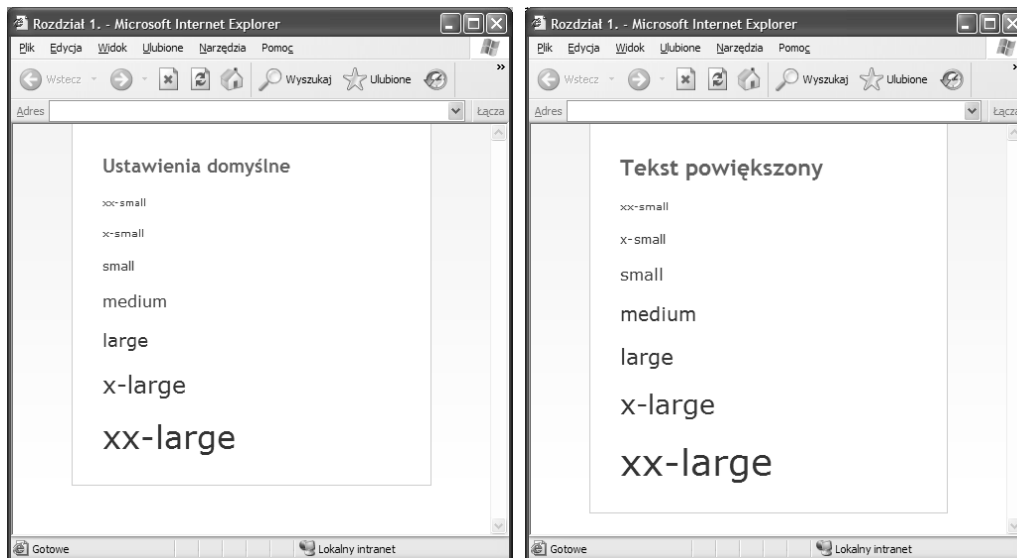 Rozdział 1. - Microsoft Internet Explorer
Plik Edycja Widok Ulubione Narzędzia Pomoc
Wstecz Wyszukaj Ulubione »
Adres Łącza
Ustawienia domyślne
xx-small
x-small
small
medium
large
x-large
xx-large
Gotowe Lokalny intranet
Rozdział 1. - Microsoft Internet Explorer
Plik Edycja Widok Ulubione Narzędzia Pomoc
Wstecz Wyszukaj Ulubione »
Adres Łącza
Tekst powiększony
xx-small
x-small
small
medium
large
x-large
xx-large
Gotowe Lokalny intranet